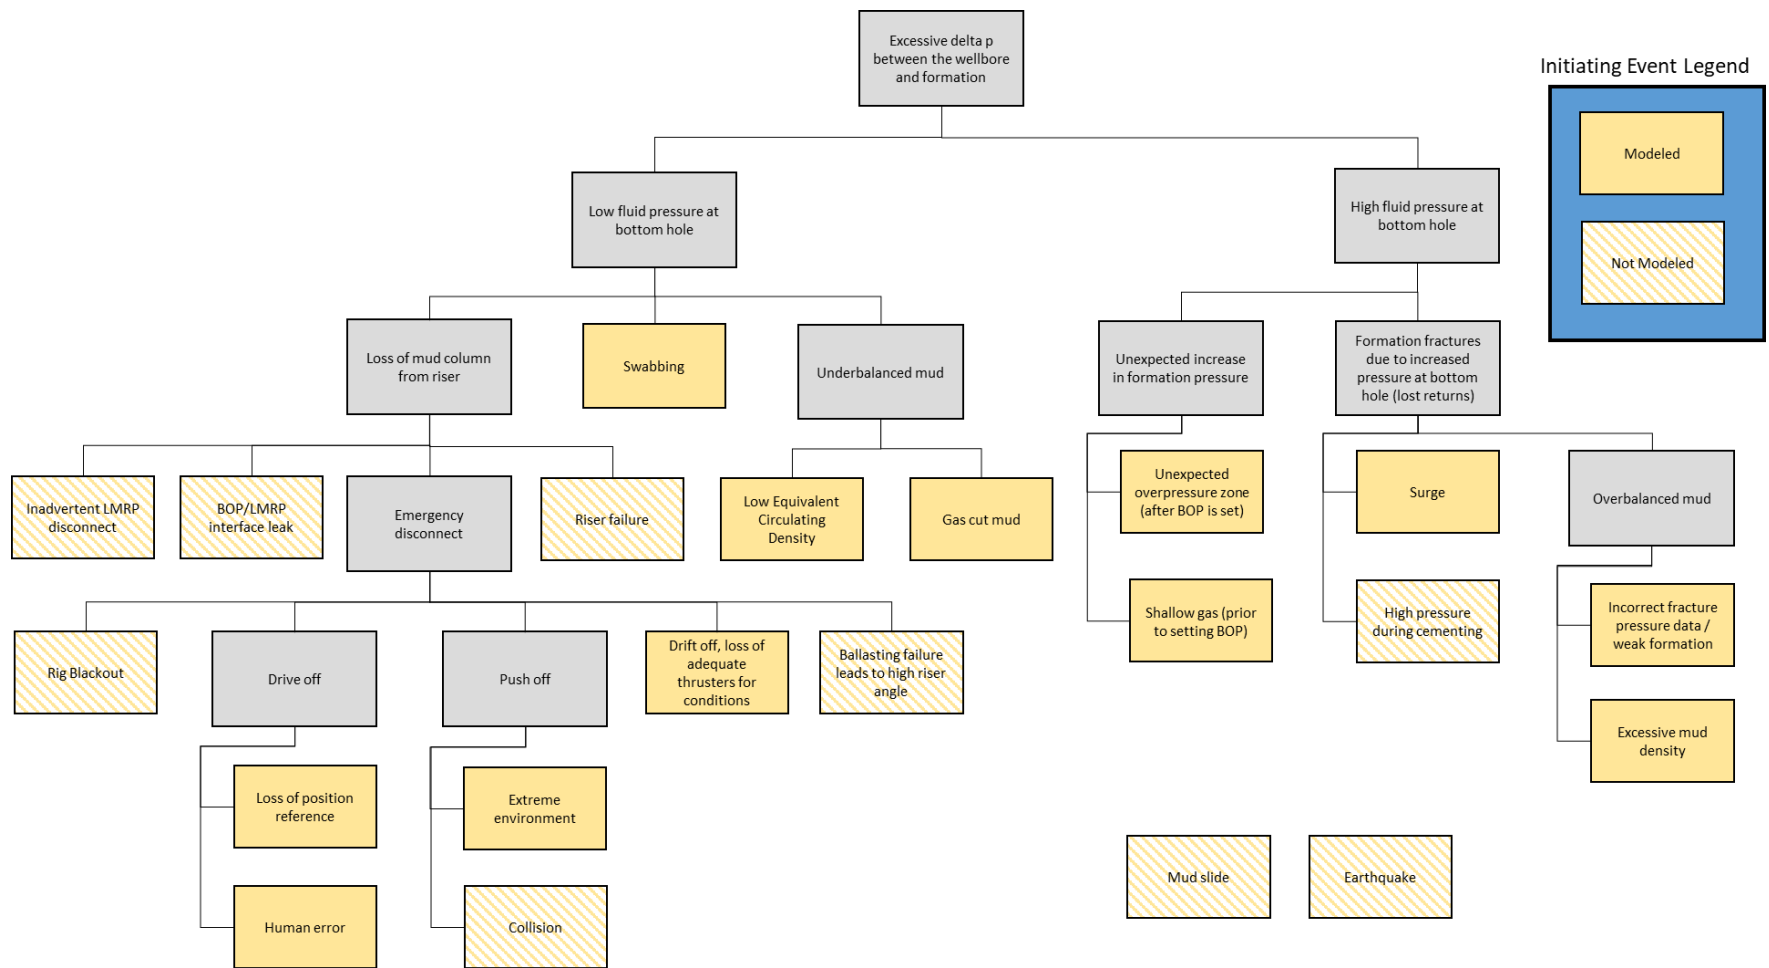 Excessive delta p
between the wellbore
and formation
Initiating Event Legend
Modeled
Not Modeled
Low fluid pressure at
bottom hole
High fluid pressure at
bottom hole
Loss of mud column
from riser
Swabbing
Underbalanced mud
Unexpected increase
in formation pressure
Formation fractures
due to increased
pressure at bottom
hole (lost returns)
Inadvertent LMRP
disconnect
BOP/LMRP
interface leak
Emergency
disconnect
Riser failure
Low Equivalent
Circulating
Density
Gas cut mud
Unexpected
overpressure zone
(after BOP is set)
Surge
Overbalanced mud
Shallow gas (prior
to setting BOP)
High pressure
during cementing
Incorrect fracture
pressure data /
weak formation
Excessive mud
density
Rig Blackout
Drive off
Push off
Drift off, loss of
adequate
thrusters for
conditions
Ballasting failure
leads to high riser
angle
Loss of position
reference
Extreme
environment
Human error
Collision
Mud slide
Earthquake